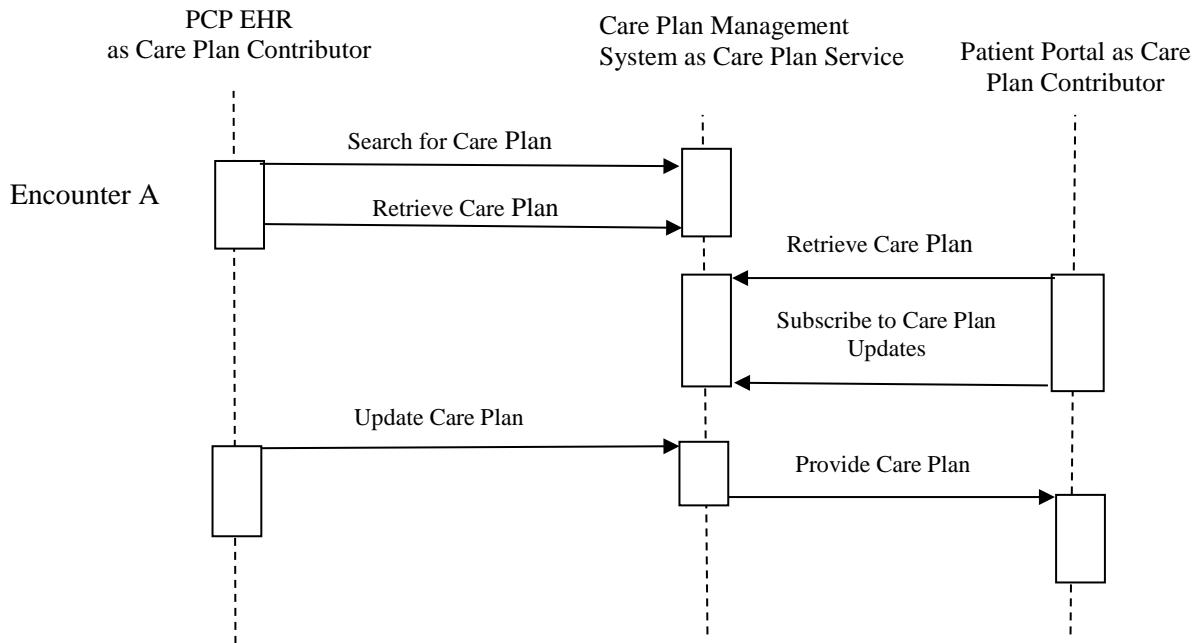 PCP EHR
as Care Plan Contributor
Care Plan Management
System as Care Plan Service
Patient Portal as Care
Plan Contributor
Search for Care Plan
Encounter A
Retrieve Care Plan
Retrieve Care Plan
Subscribe to Care Plan
Updates
Update Care Plan
Provide Care Plan